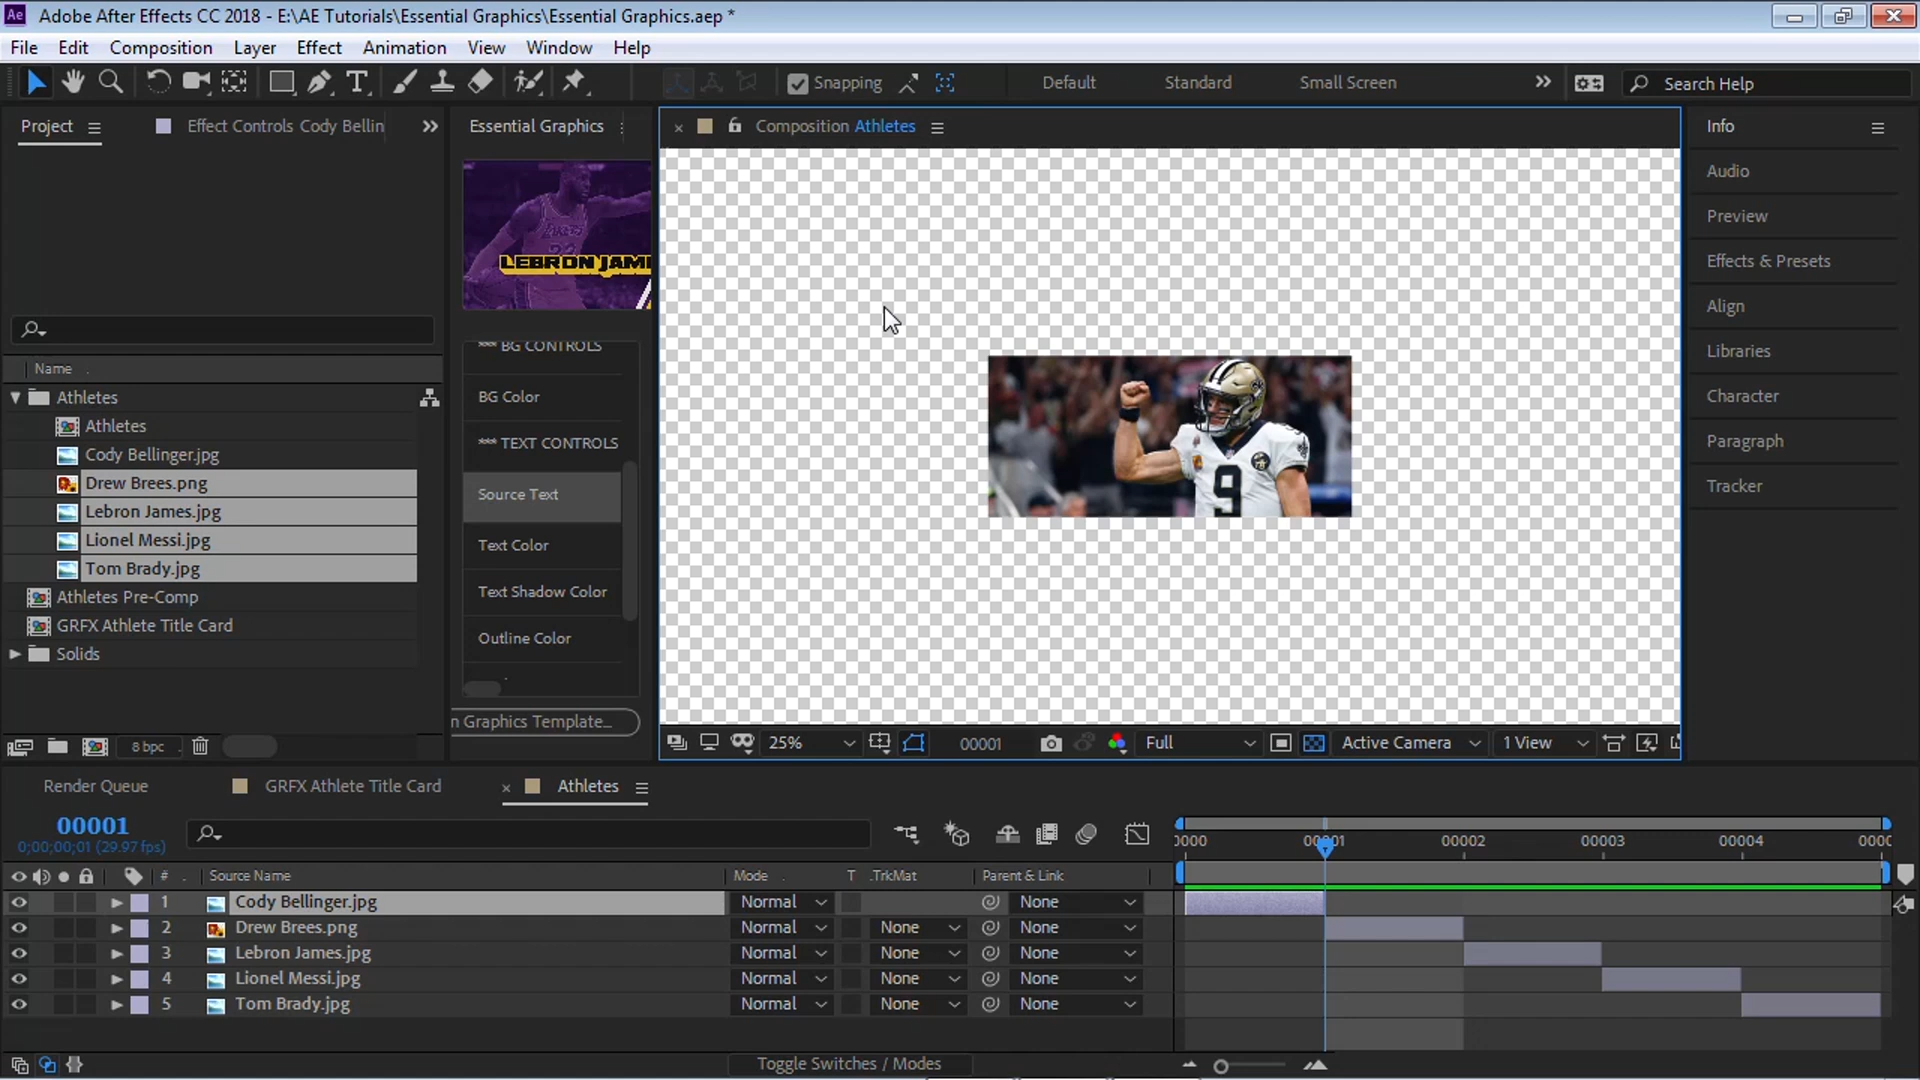 Ae Adobe After Effects CC 2018 - E:\AE Tutorials\Essential Graphics\Essential Graphics.aep *
File Edit Composition Layer Effect Animation View Window Help
Snapping Default Standard Small Screen Search Help
Project Effect Controls Cody Bellin
Essential Graphics
Composition Athletes
Info
Audio
Preview
Effects & Presets
Align
Libraries
Character
Paragraph
Tracker
LEBRON JAM
*** BG CONTROLS
BG Color
*** TEXT CONTROLS
Source Text
Text Color
Text Shadow Color
Outline Color
n Graphics Template...
Name
Athletes
Athletes
Cody Bellinger.jpg
Drew Brees.png
Lebron James.jpg
Lionel Messi.jpg
Tom Brady.jpg
Athletes Pre-Comp
GRFX Athlete Title Card
Solids
8 bpc
9
25% 00001 Full Active Camera 1 View
Render Queue GRFX Athlete Title Card Athletes
00001
0;00;00;01 (29.97 fps)
0000 00001 00002 00003 00004 0000
# Source Name Mode T .TrkMat Parent & Link
1 Cody Bellinger.jpg Normal None
2 Drew Brees.png Normal None None
3 Lebron James.jpg Normal None None
4 Lionel Messi.jpg Normal None None
5 Tom Brady.jpg Normal None None
Toggle Switches / Modes